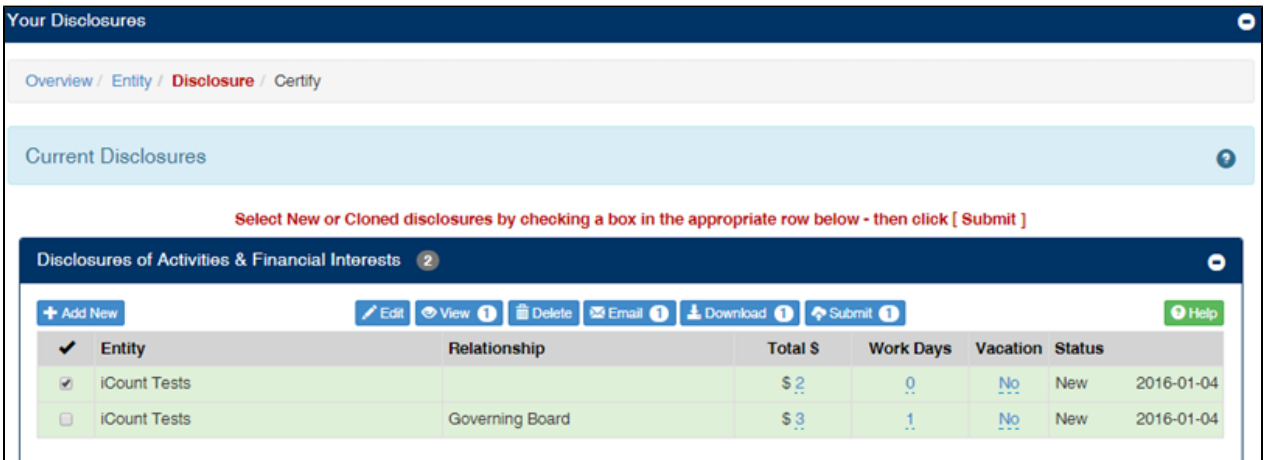 Your Disclosures
Overview / Entity / Disclosure / Certify
Current Disclosures
Select New or Cloned disclosures by checking a box in the appropriate row below - then click [ Submit ]
Disclosures of Activities & Financial Interests 2
Add New Edit View 1 Delete Email 1 Download 1 Submit 1 Help
Entity Relationship Total $ Work Days Vacation Status
iCount Tests $ 2 0 No New 2016-01-04
iCount Tests Governing Board $ 3 1 No New 2016-01-04